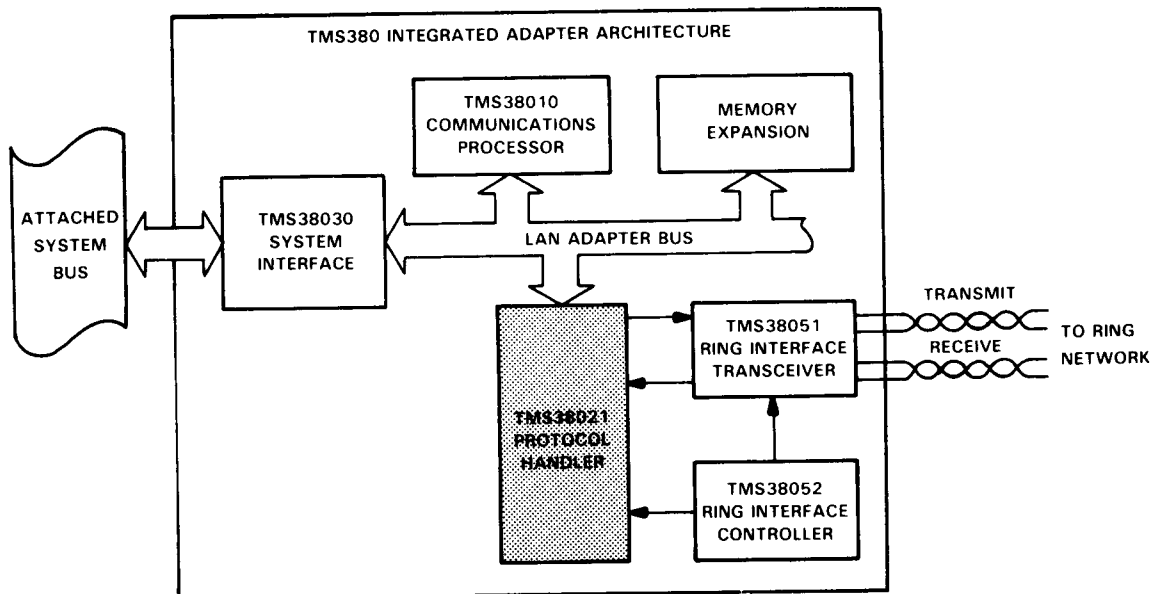 TMS380 INTEGRATED ADAPTER ARCHITECTURE
TMS38010
COMMUNICATIONS
PROCESSOR
MEMORY
EXPANSION
ATTACHED
SYSTEM
BUS
TMS38030
SYSTEM
INTERFACE
LAN ADAPTER BUS
TMS38021
PROTOCOL
HANDLER
TMS38051
RING INTERFACE
TRANSCEIVER
TRANSMIT
RECEIVE
TO RING
NETWORK
TMS38052
RING INTERFACE
CONTROLLER